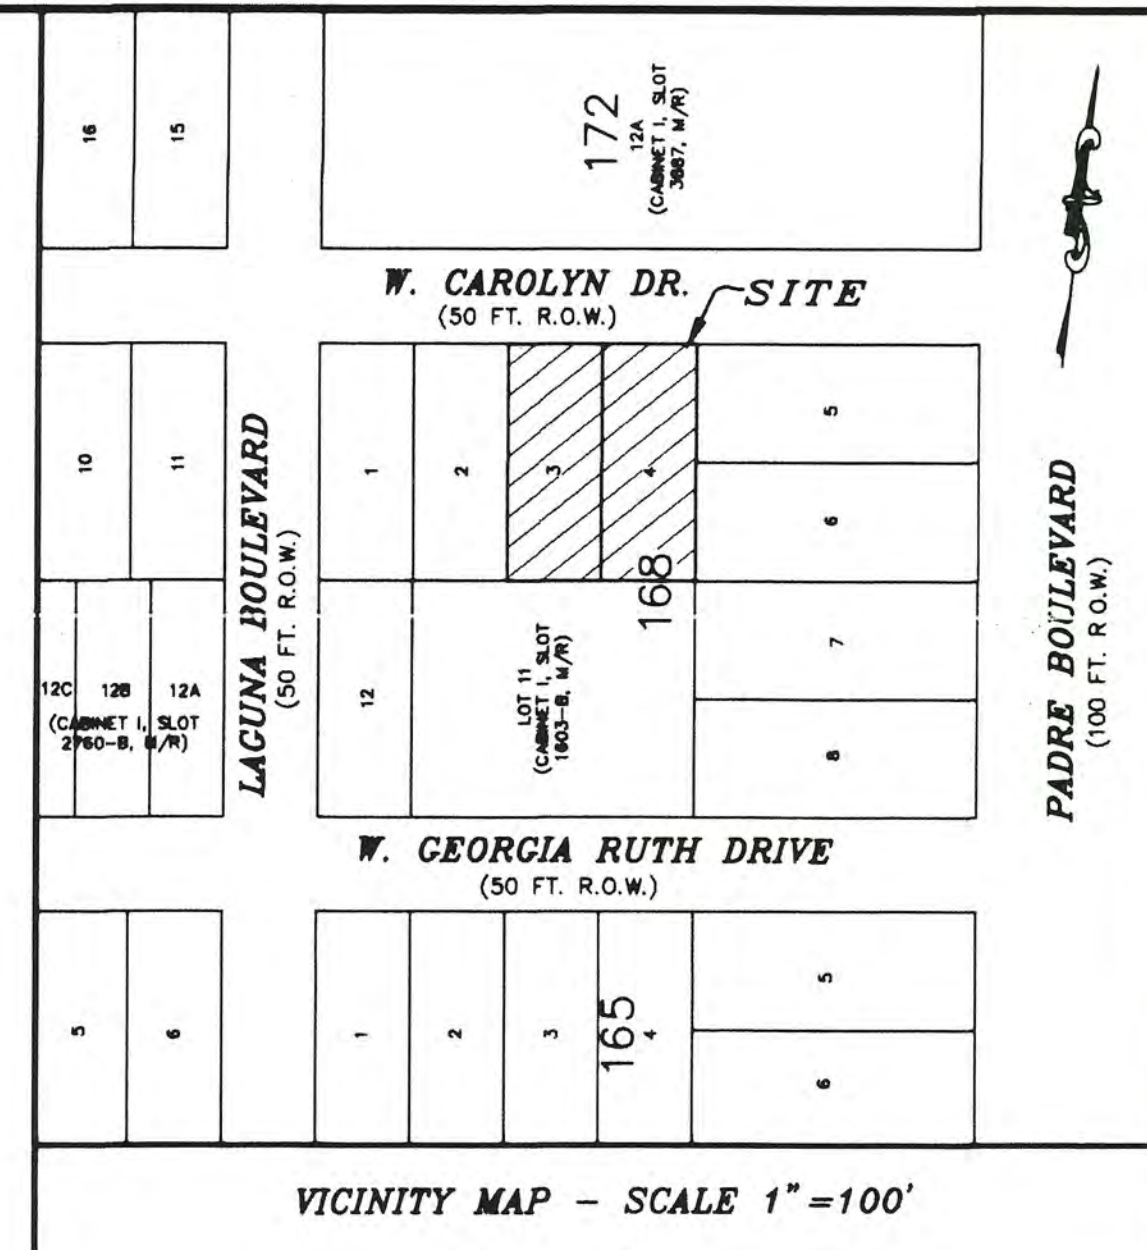 16
15
172
12A
(CABINET I, SLOT
3887, M/R)
W. CAROLYN DR.
(50 FT. R.O.W.)
SITE
10
11
LAGUNA BOULEVARD
(50 FT. R.O.W.)
1
2
3
4
5
6
168
12C
12B
12A
(CABINET I, SLOT
2760-B, M/R)
12
LOT 11
(CABINET I, SLOT
1603-B, M/R)
7
8
PADRE BOULEVARD
(100 FT. R.O.W.)
W. GEORGIA RUTH DRIVE
(50 FT. R.O.W.)
5
6
1
2
3
165
4
5
6
VICINITY MAP - SCALE 1"=100'